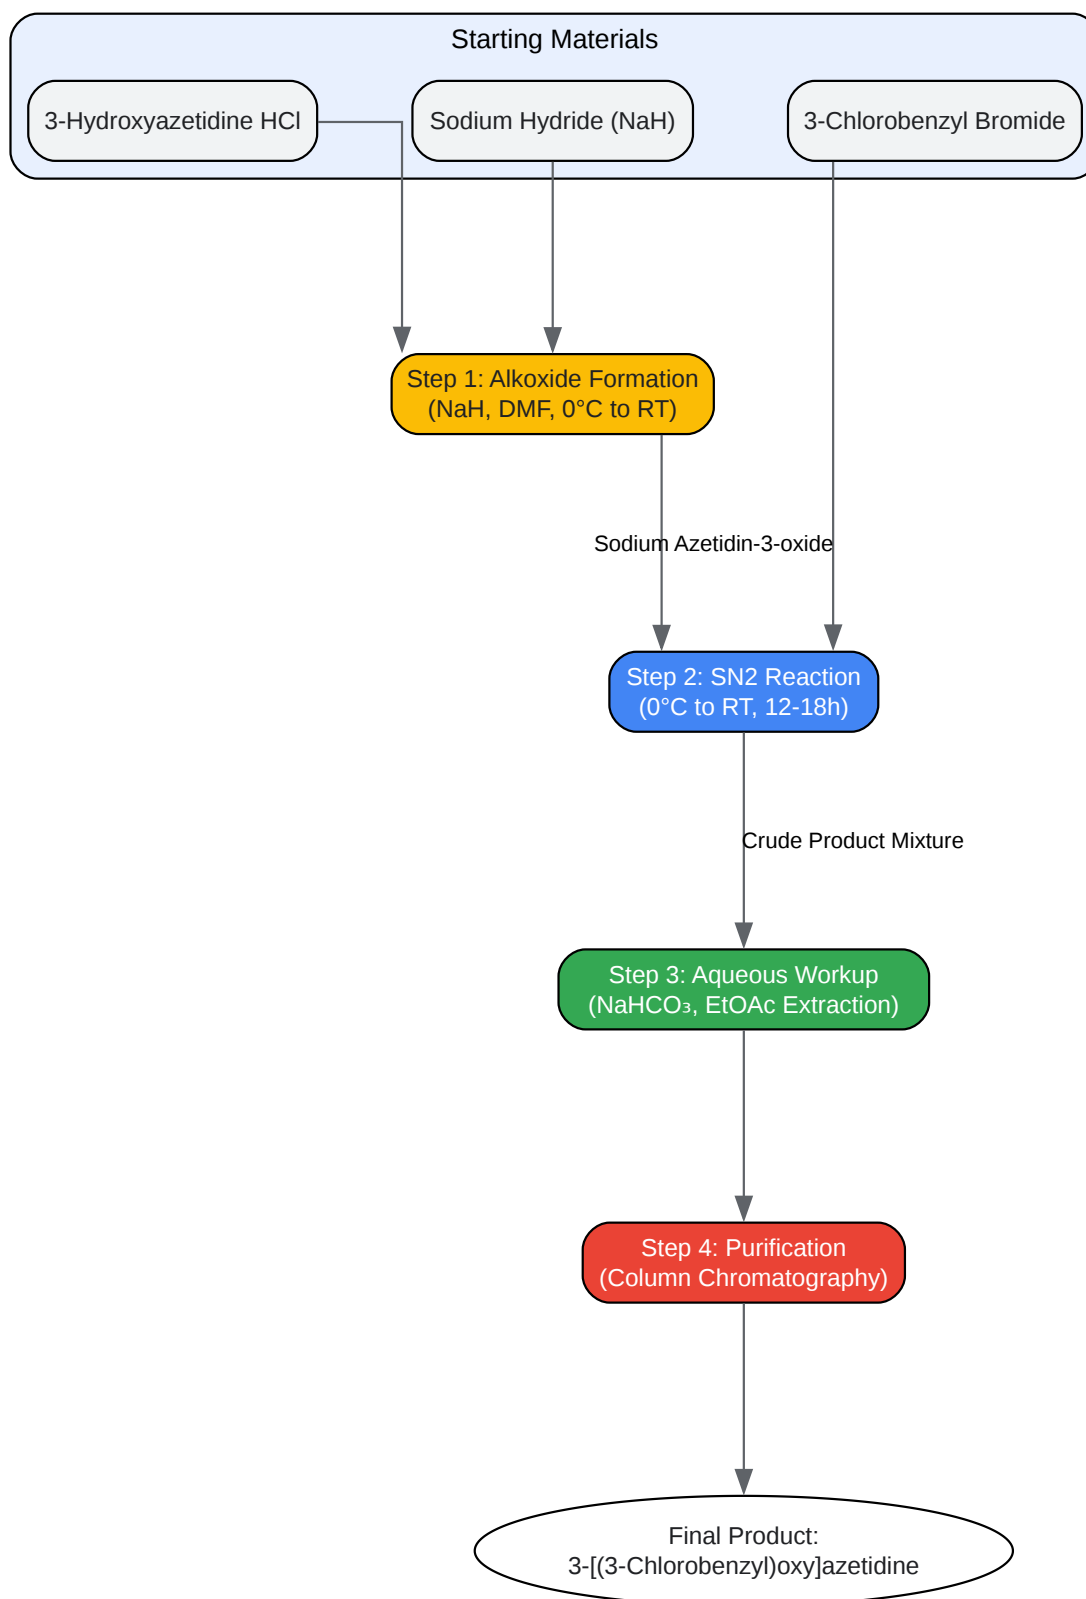 Starting Materials
3-Hydroxyazetidine HCl
Sodium Hydride (NaH)
3-Chlorobenzyl Bromide
Step 1: Alkoxide Formation
(NaH, DMF, 0°C to RT)
Sodium Azetidin-3-oxide
Step 2: SN2 Reaction
(0°C to RT, 12-18h)
Crude Product Mixture
Step 3: Aqueous Workup
(NaHCO₃, EtOAc Extraction)
Step 4: Purification
(Column Chromatography)
Final Product:
3-[(3-Chlorobenzyl)oxy]azetidine